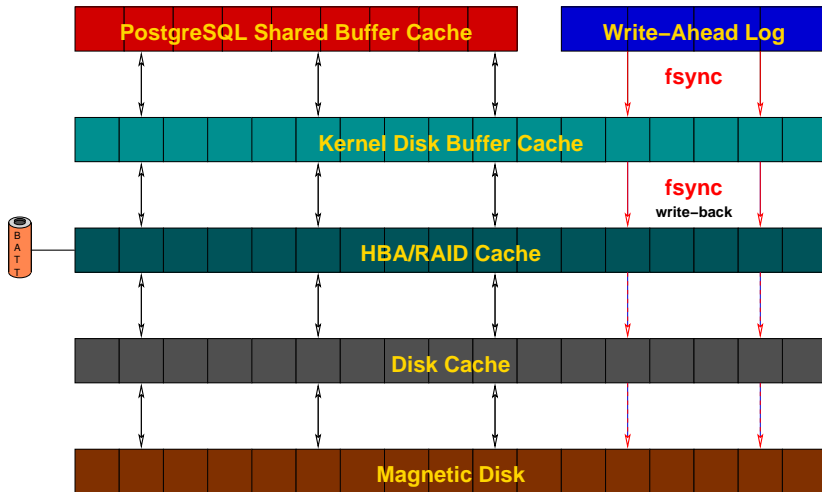 PostgreSQL Shared Buffer Cache
Write−Ahead Log
fsync
Kernel Disk Buffer Cache
fsync
write−back
B
A
T
T
HBA/RAID Cache
Disk Cache
Magnetic Disk